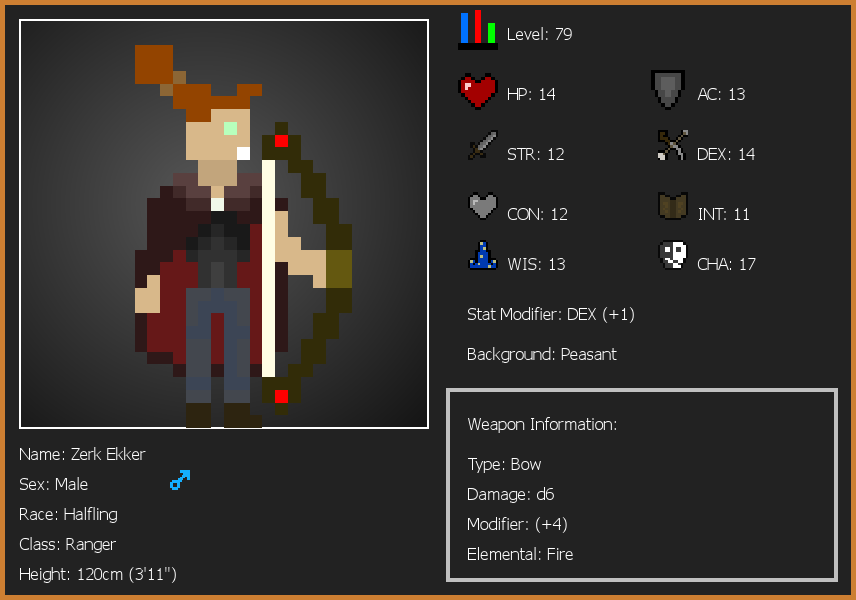 Level: 79
HP: 14
AC: 13
STR: 12
DEX: 14
CON: 12
INT: 11
WIS: 13
CHA: 17
Stat Modifier: DEX (+1)
Background: Peasant
Weapon Information:
Type: Bow
Damage: d6
Modifier: (+4)
Elemental: Fire
Name: Zerk Ekker
Sex: Male
Race: Halfling
Class: Ranger
Height: 120cm (3'11")